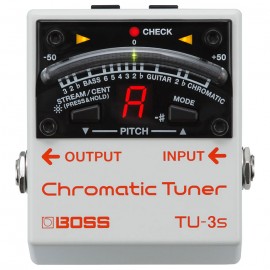 CHECK
-50 0 +50
3 2 ♭ BASS 6 5 4 3 2 ♭ GUITAR ♭ 2 CHROMATIC
STREAM/CENT
(PRESS&HOLD)
MODE
A
-#
PITCH
OUTPUT INPUT
Chromatic Tuner
BOSS TU-3s